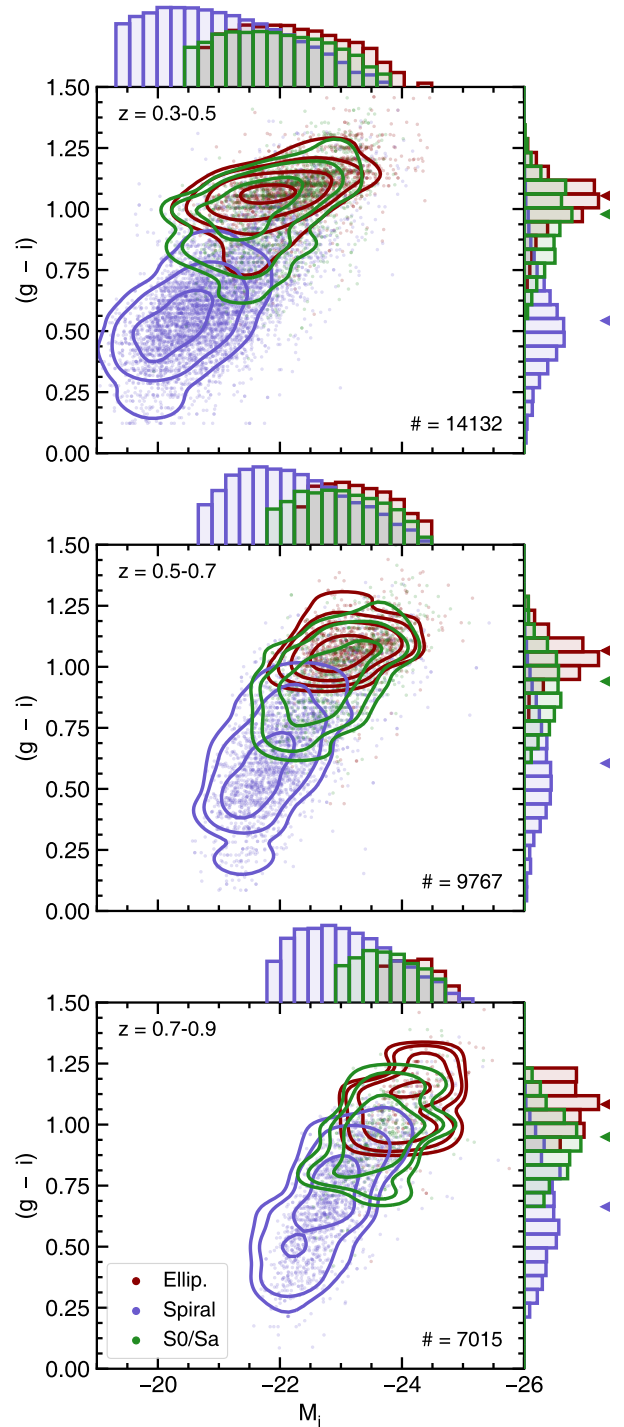 1.50
z = 0.3-0.5
1.25
1.00
(g − i)
0.75
0.50
0.25
# = 14132
0.00
1.50
z = 0.5-0.7
1.25
1.00
(g − i)
0.75
0.50
0.25
# = 9767
0.00
1.50
z = 0.7-0.9
1.25
1.00
(g − i)
0.75
0.50
Ellip.
0.25
Spiral
S0/Sa
# = 7015
0.00
−20 −22 −24 −26
M_i